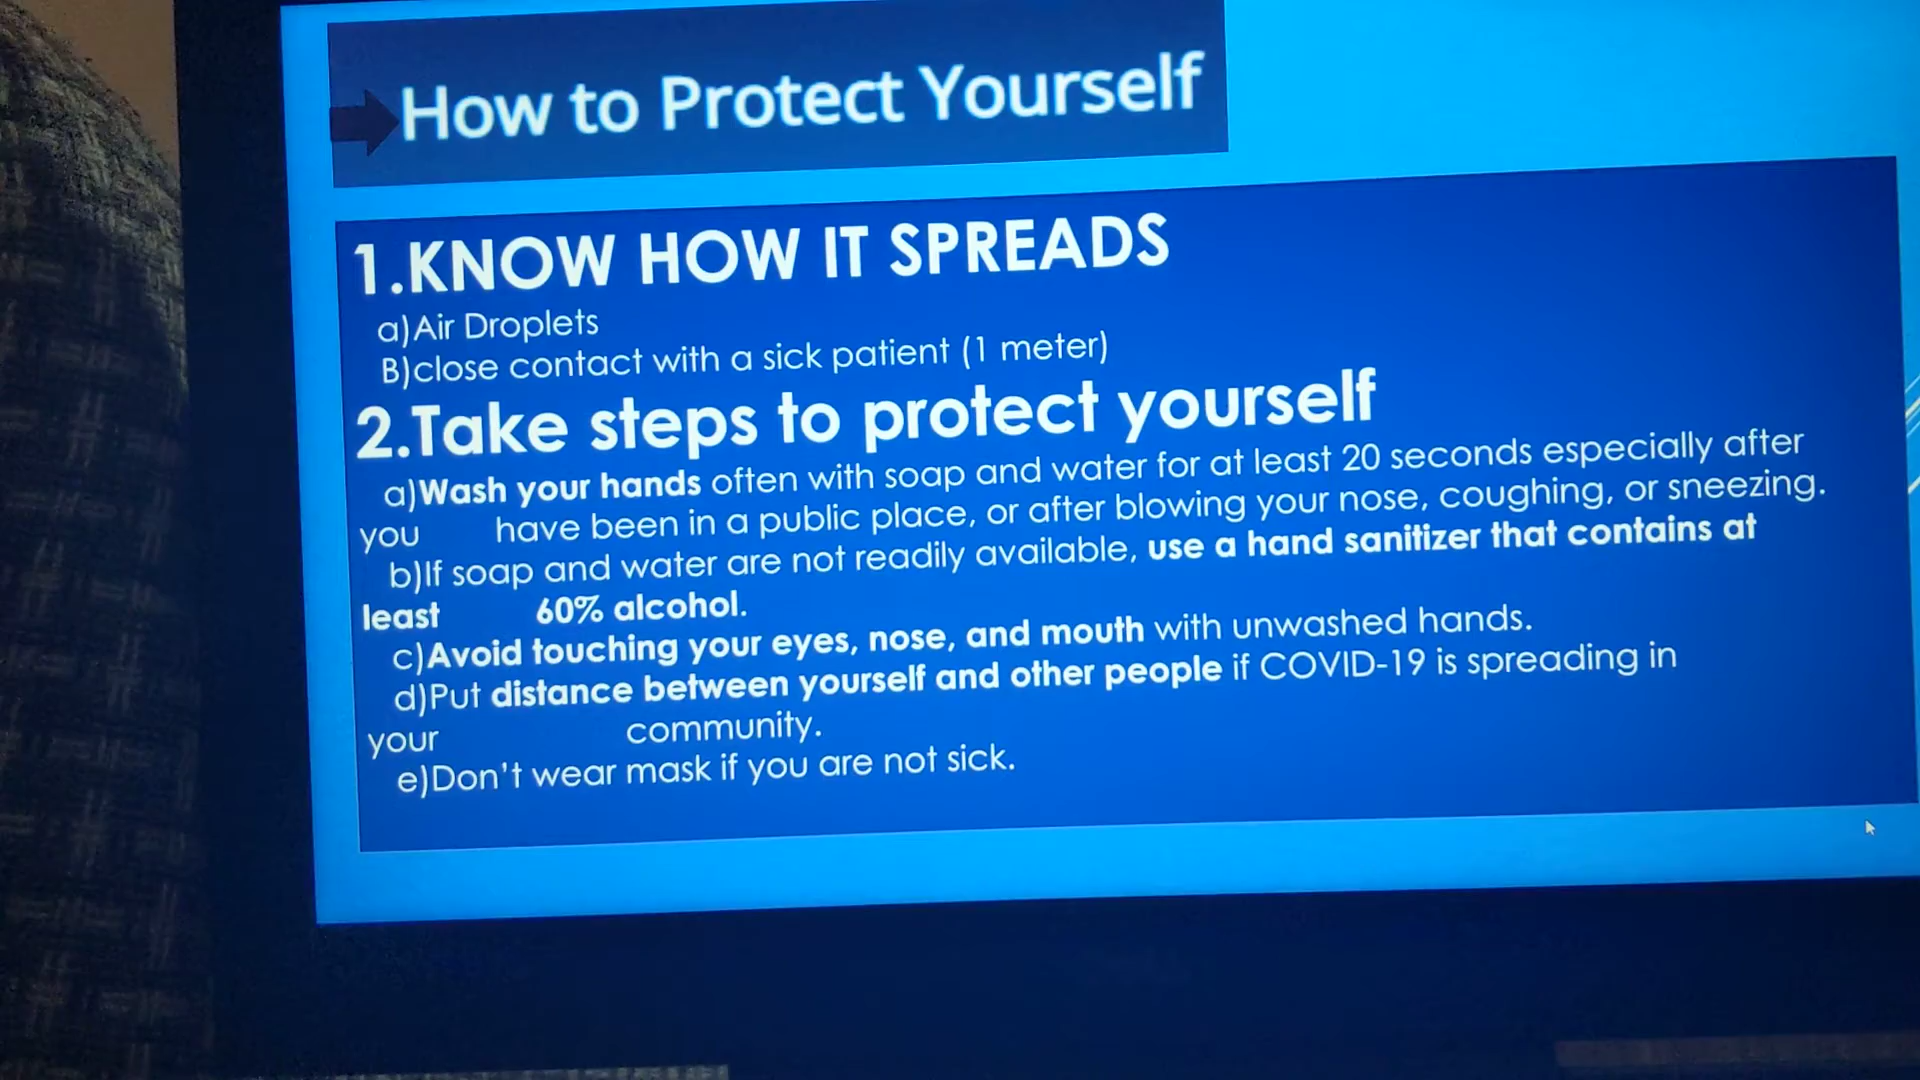 How to Protect Yourself
1.KNOW HOW IT SPREADS
a)Air Droplets
B)close contact with a sick patient (1 meter)
2.Take steps to protect yourself
a)Wash your hands often with soap and water for at least 20 seconds especially after
you have been in a public place, or after blowing your nose, coughing, or sneezing.
b)If soap and water are not readily available, use a hand sanitizer that contains at
least 60% alcohol.
c)Avoid touching your eyes, nose, and mouth with unwashed hands.
d)Put distance between yourself and other people if COVID-19 is spreading in
your community.
e)Don't wear mask if you are not sick.